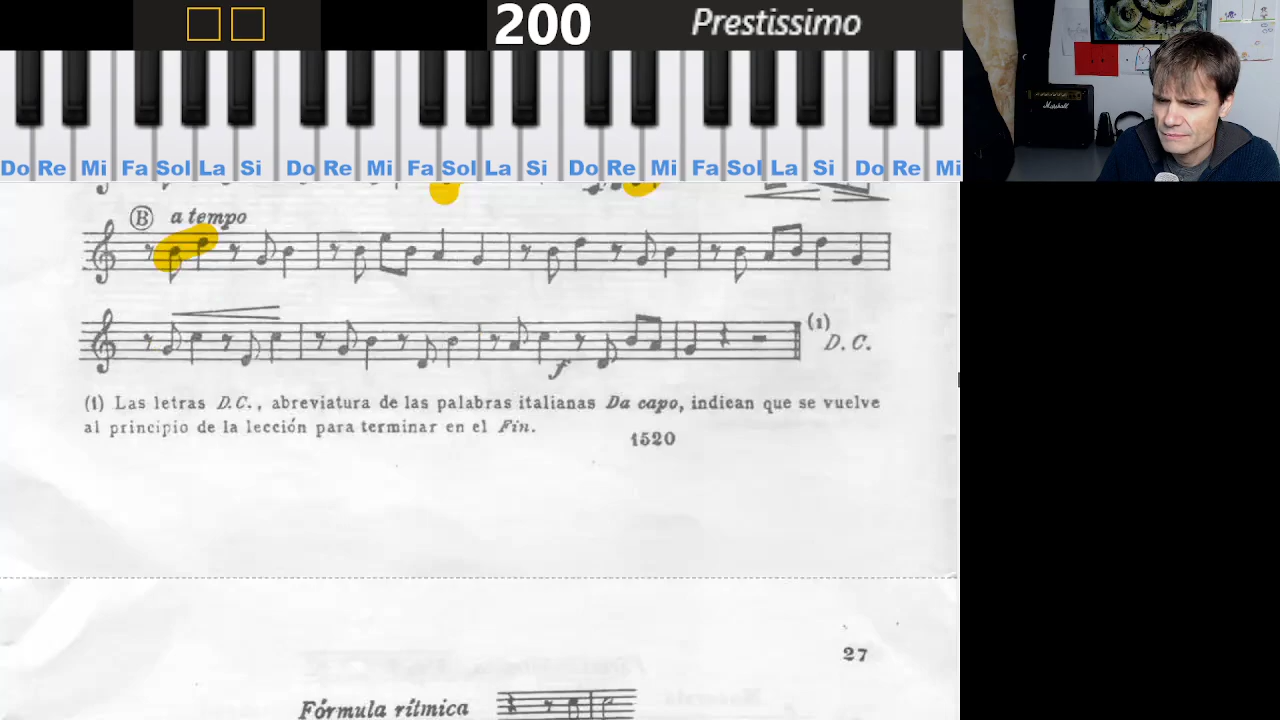 200 Prestissimo
Marshall
Do Re Mi Fa Sol La Si Do Re Mi Fa Sol La Si Do Re Mi Fa Sol La Si Do Re Mi
B a tempo
(1)
D. C.
f
(1) Las letras D.C., abreviatura de las palabras italianas Da capo, indican que se vuelve
al principio de la lección para terminar en el Fin.
1520
27
Fórmula rítmica